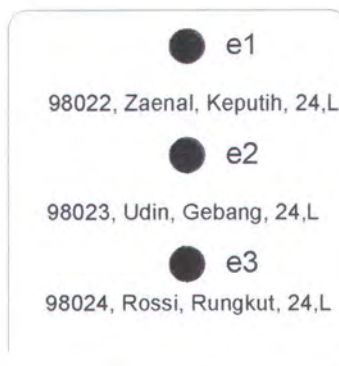 e1
98022, Zaenal, Keputih, 24,L
e2
98023, Udin, Gebang, 24,L
e3
98024, Rossi, Rungkut, 24,L